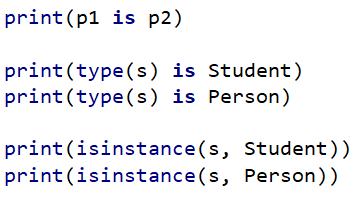 print(p1 is p2)
print(type(s) is Student)
print(type(s) is Person)
print(isinstance(s, Student))
print(isinstance(s, Person))